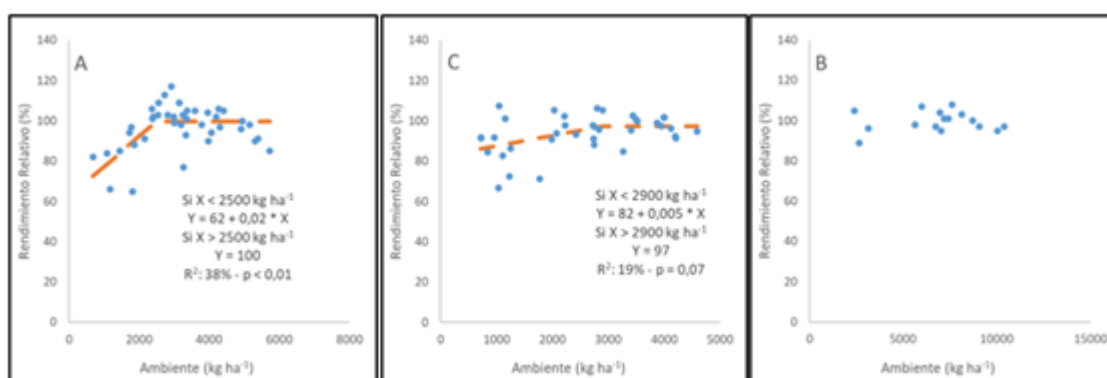 A
Rendimiento Relativo (%)
140
120
100
80
60
40
20
0
Si X < 2500 kg ha⁻¹
Y = 62 + 0,02 * X
Si X > 2500 kg ha⁻¹
Y = 100
R²: 38% - p < 0,01
0 2000 4000 6000 8000
Ambiente (kg ha⁻¹)
C
Rendimiento Relativo (%)
140
120
100
80
60
40
20
0
Si X < 2900 kg ha⁻¹
Y = 82 + 0,005 * X
Si X > 2900 kg ha⁻¹
Y = 97
R²: 19% - p = 0,07
0 1000 2000 3000 4000 5000
Ambiente (kg ha⁻¹)
B
Rendimiento Relativo (%)
140
120
100
80
60
40
20
0
0 5000 10000 15000
Ambiente (kg ha⁻¹)